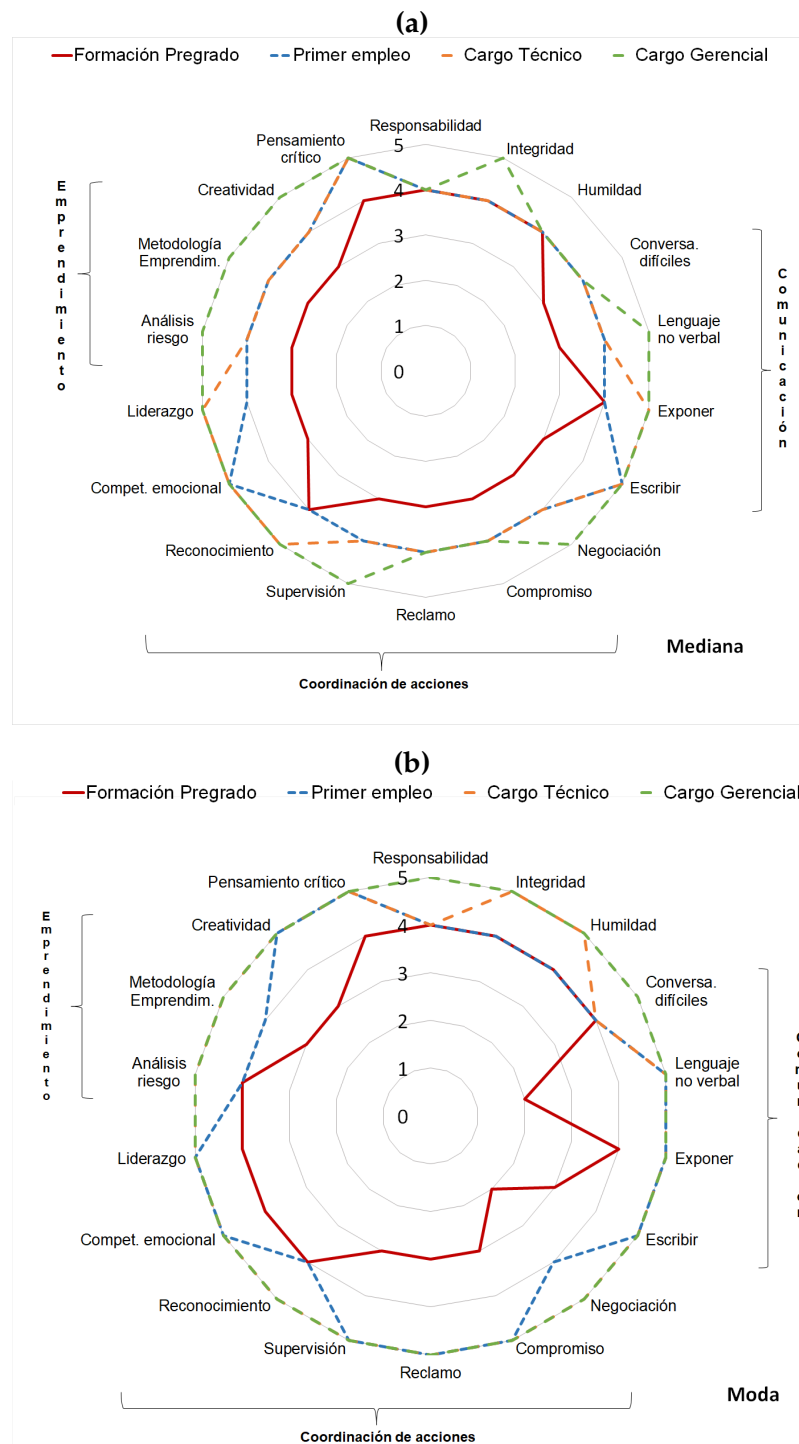 (a)
Formación Pregrado Primer empleo Cargo Técnico Cargo Gerencial
Responsabilidad
Integridad
Humildad
Conversa.
difíciles
Lenguaje
no verbal
Exponer
Escribir
Negociación
Compromiso
Reclamo
Supervisión
Reconocimiento
Compet. emocional
Liderazgo
Análisis
riesgo
Metodología
Emprendim.
Creatividad
Pensamiento
crítico
5
4
3
2
1
0
Emprendimiento
Comunicación
Coordinación de acciones
Mediana
(b)
Formación Pregrado Primer empleo Cargo Técnico Cargo Gerencial
Responsabilidad
Integridad
Humildad
Conversa.
difíciles
Lenguaje
no verbal
Exponer
Escribir
Negociación
Compromiso
Reclamo
Supervisión
Reconocimiento
Compet. emocional
Liderazgo
Análisis
riesgo
Metodología
Emprendim.
Creatividad
Pensamiento crítico
5
4
3
2
1
0
Emprendimiento
Coordinación de acciones
Moda